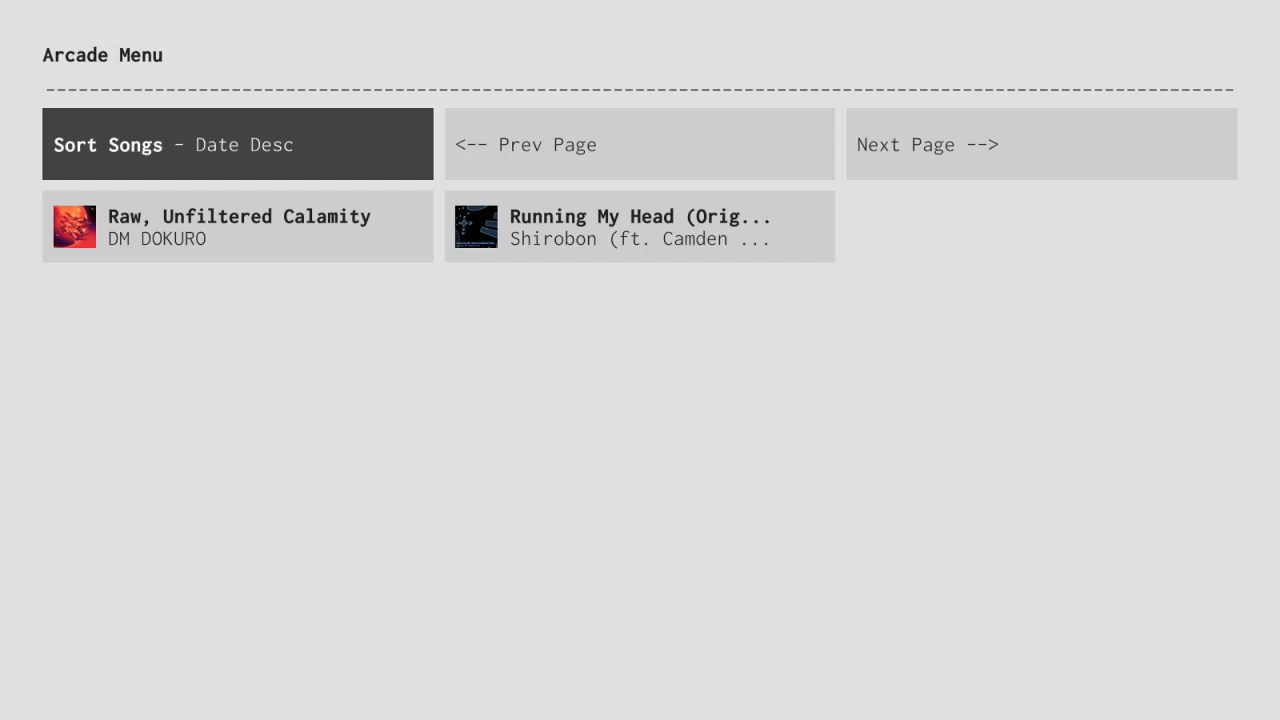 Arcade Menu
Sort Songs - Date Desc
<-- Prev Page
Next Page -->
Raw, Unfiltered Calamity
DM DOKURO
Running My Head (Orig...
Shirobon (ft. Camden ...